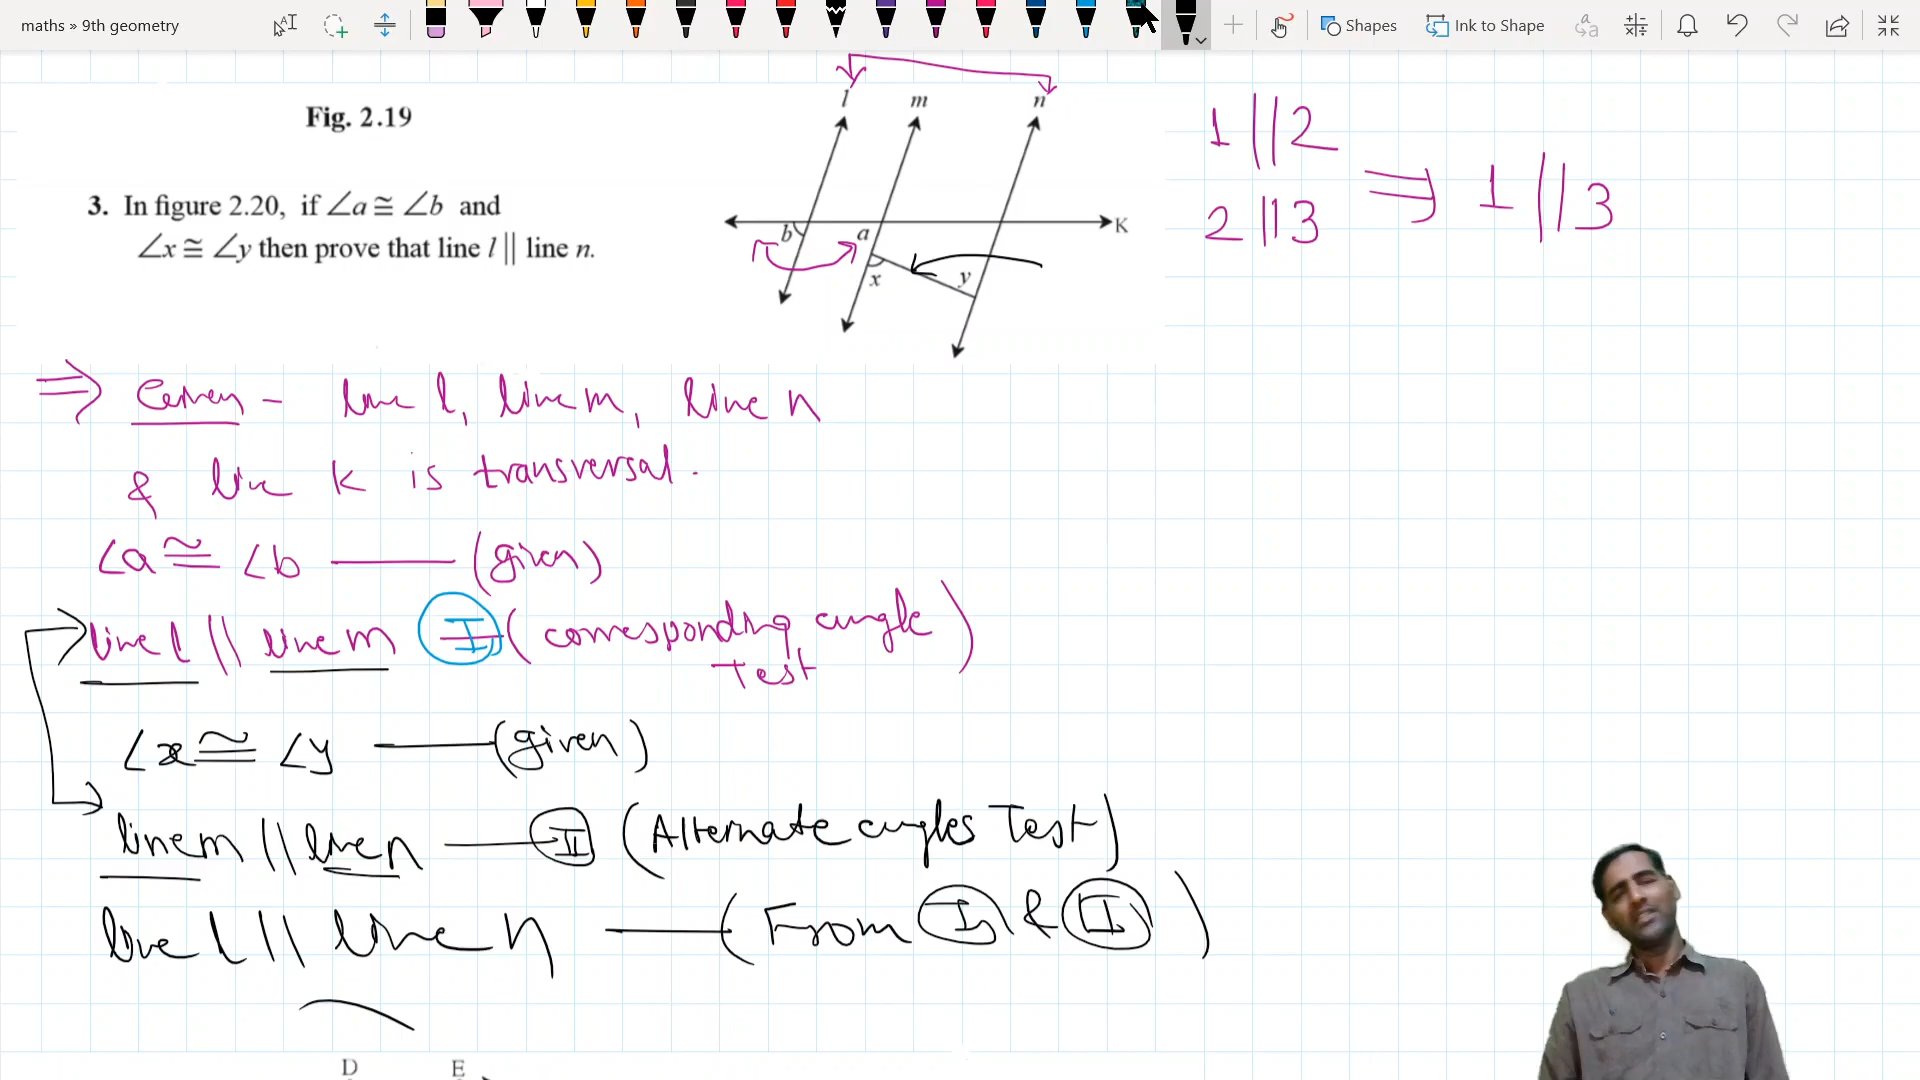 maths » 9th geometry
Shapes
Ink to Shape
Fig. 2.19
l m n
K
b a
x y
3. In figure 2.20, if ∠a ≅ ∠b and
∠x ≅ ∠y then prove that line l || line n.
1 || 2
2 || 3 ⇒ 1 || 3
⇒ Given - line l, line m, line n
& line k is transversal.
∠a ≅ ∠b —— (given)
line l || line m I (corresponding angle
Test)
∠x ≅ ∠y —— (given)
line m || line n —— II (Alternate angles Test)
line l || line n —— (From I & II)
D E